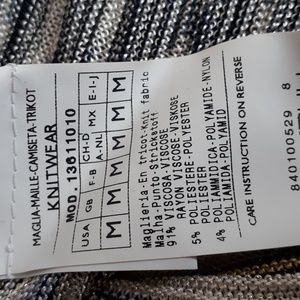 MAGLIA-MAILLE-CAMISETA-TRIKOT
KNITWEAR
MOD. 13611010
USA GB F-B CH-D MX E-I-J
A-NL
M M M M M M
Maglieria-En tricot-Knit fabric
Malha-Punto-Strickstoff
91% VISCOSA-VISCOSE
RAYON VISCOSE-VISKOSE
5% POLIESTERE-POLYESTER
POLIESTER
4% POLIAMMIDICA-POLYAMIDE-NYLON
POLIAMIDA-POLYAMID
CARE INSTRUCTION ON REVERSE
840100529 8